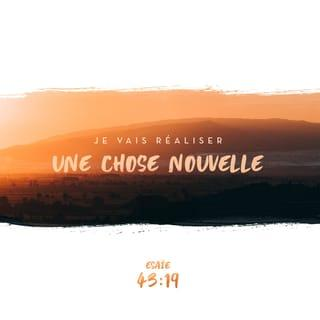 JE VAIS RÉALISER
UNE CHOSE NOUVELLE
ESAÏE
43:19